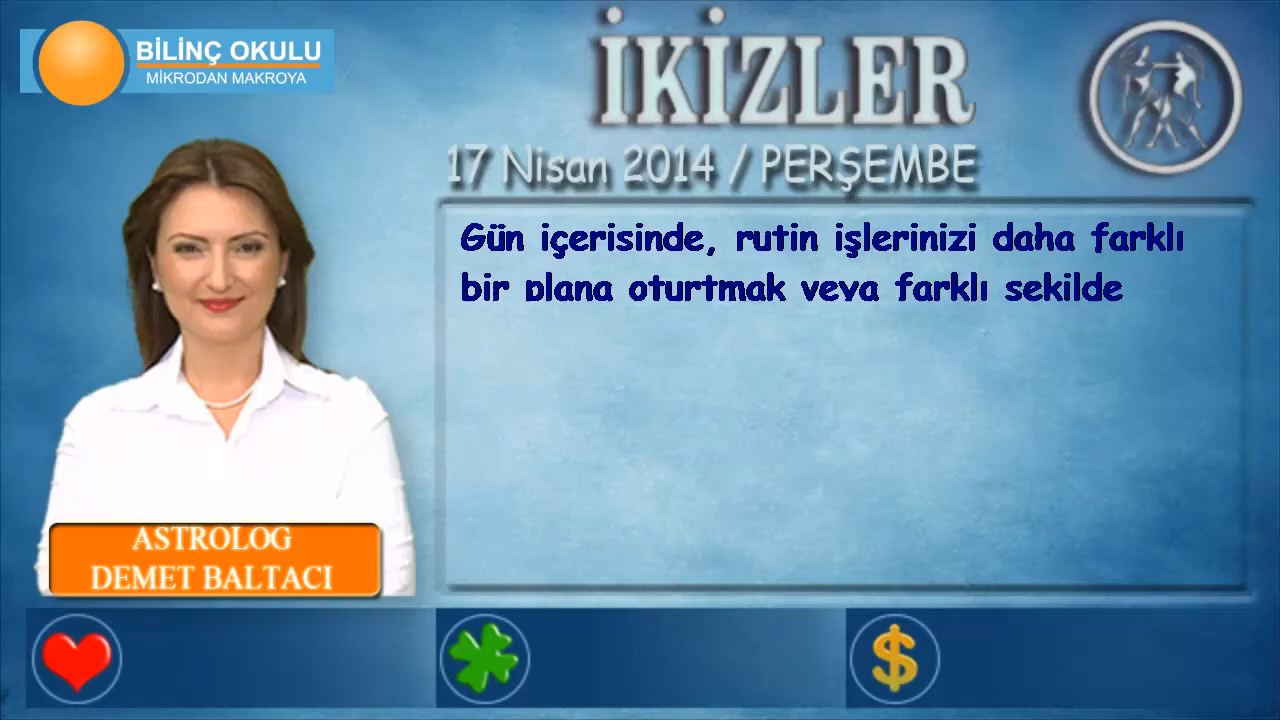 BİLİNÇ OKULU
MİKRODAN MAKROYA
İKİZLER
17 Nisan 2014 / PERŞEMBE
Gün içerisinde, rutin işlerinizi daha farklı
bir plana oturtmak veya farklı şekilde
ASTROLOG
DEMET BALTACI